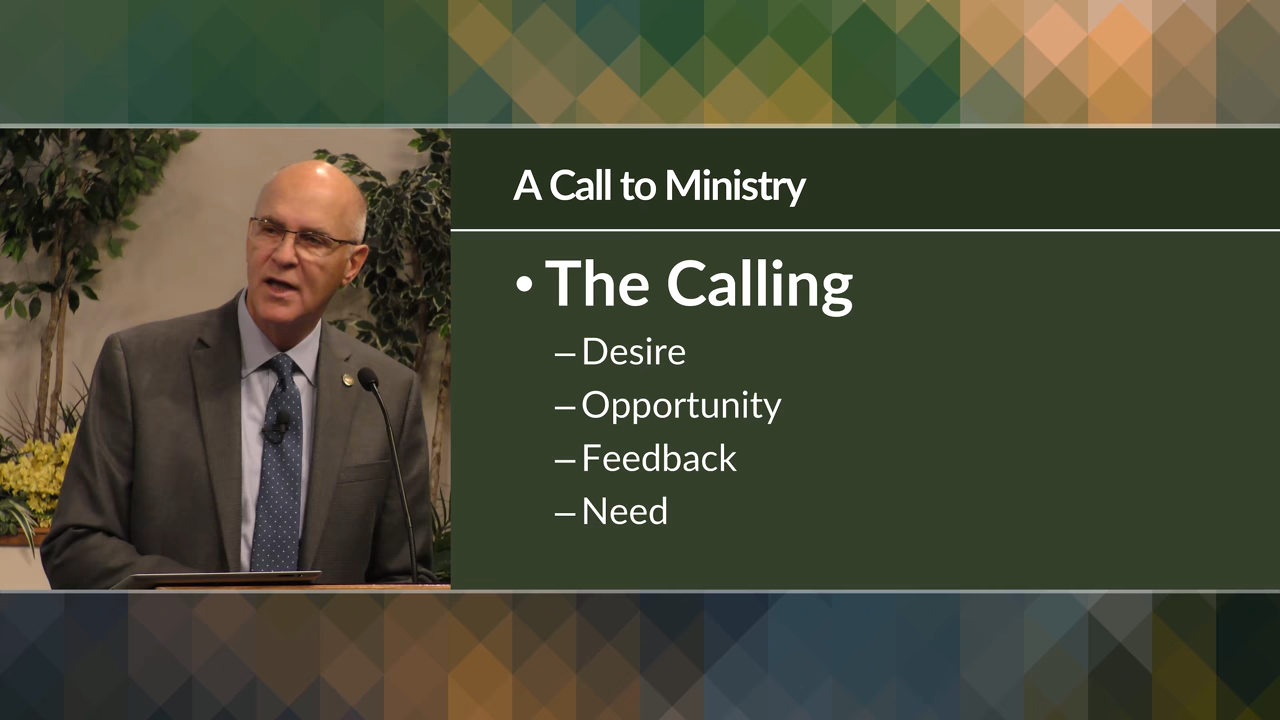 A Call to Ministry
• The Calling
– Desire
– Opportunity
– Feedback
– Need